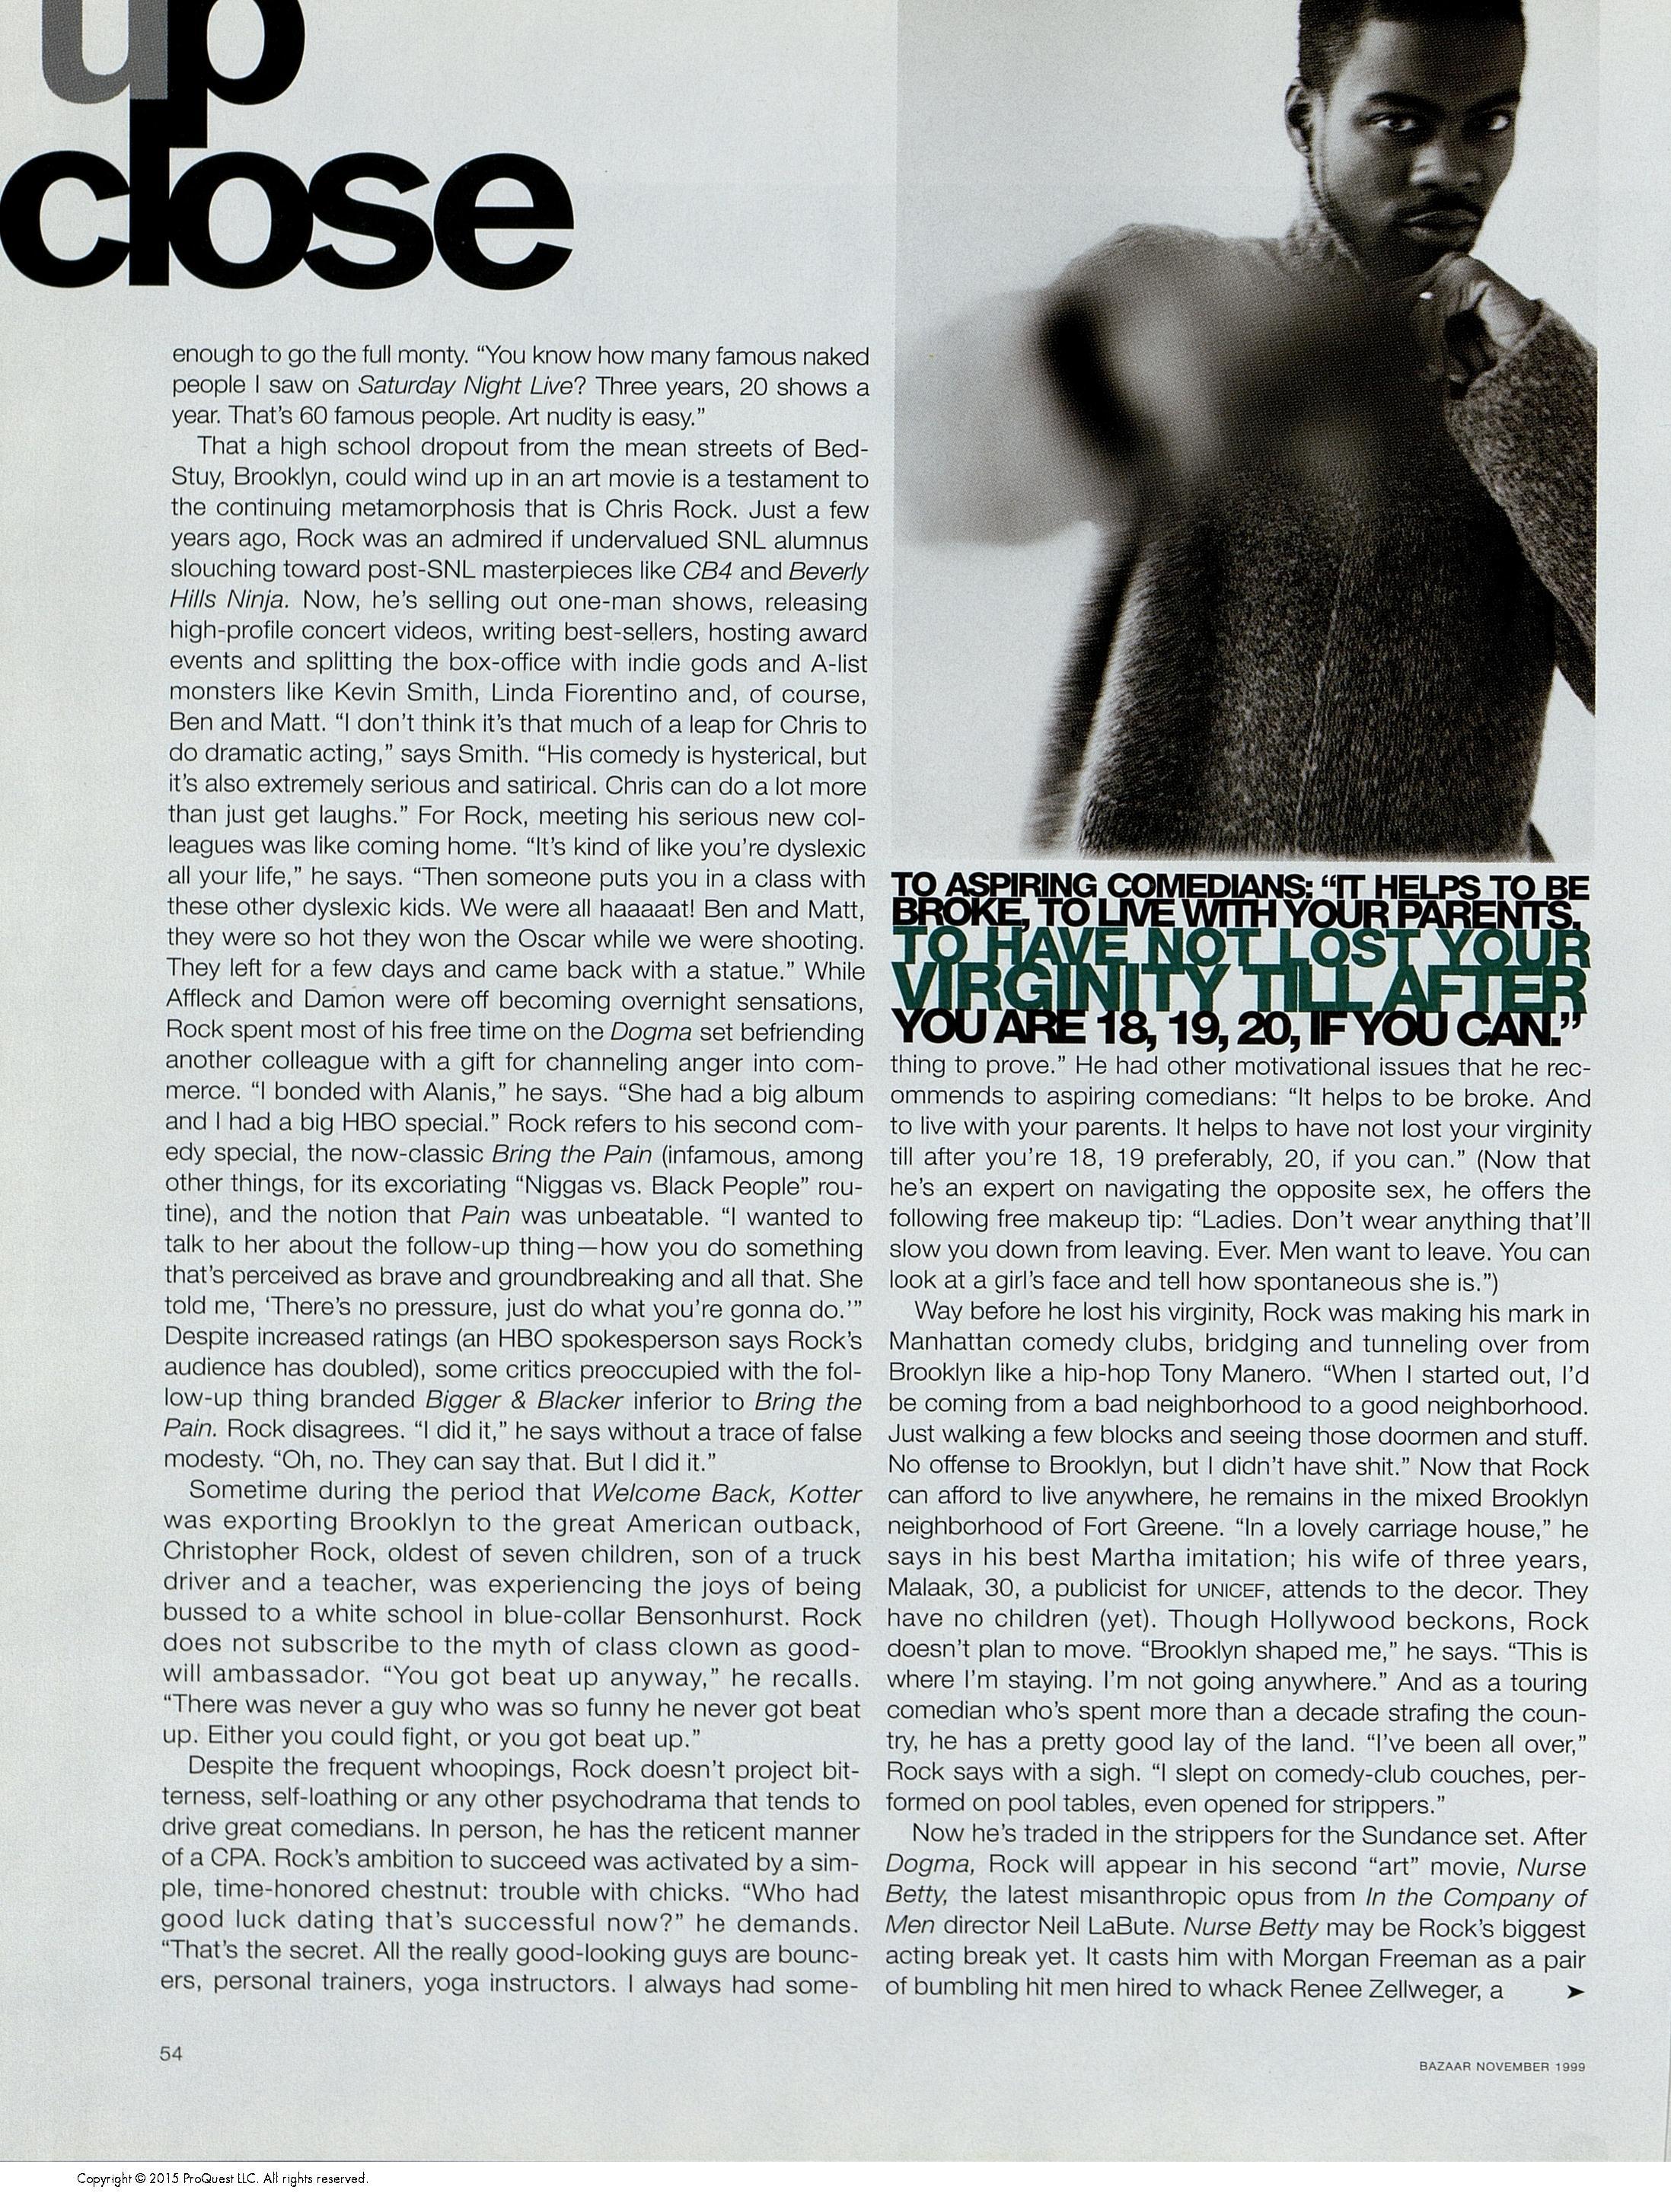 up
close
enough to go the full monty. “You know how many famous naked
people I saw on Saturday Night Live? Three years, 20 shows a
year. That’s 60 famous people. Art nudity is easy.”
That a high school dropout from the mean streets of Bed-
Stuy, Brooklyn, could wind up in an art movie is a testament to
the continuing metamorphosis that is Chris Rock. Just a few
years ago, Rock was an admired if undervalued SNL alumnus
slouching toward post-SNL masterpieces like CB4 and Beverly
Hills Ninja. Now, he’s selling out one-man shows, releasing
high-profile concert videos, writing best-sellers, hosting award
events and splitting the box-office with indie gods and A-list
monsters like Kevin Smith, Linda Fiorentino and, of course,
Ben and Matt. “I don’t think it’s that much of a leap for Chris to
do dramatic acting,” says Smith. “His comedy is hysterical, but
it’s also extremely serious and satirical. Chris can do a lot more
than just get laughs.” For Rock, meeting his serious new col-
leagues was like coming home. “It’s kind of like you’re dyslexic
all your life,” he says. “Then someone puts you in a class with
these other dyslexic kids. We were all haaaaat! Ben and Matt,
they were so hot they won the Oscar while we were shooting.
They left for a few days and came back with a statue.” While
Affleck and Damon were off becoming overnight sensations,
Rock spent most of his free time on the Dogma set befriending
another colleague with a gift for channeling anger into com-
merce. “I bonded with Alanis,” he says. “She had a big album
and I had a big HBO special.” Rock refers to his second com-
edy special, the now-classic Bring the Pain (infamous, among
other things, for its excoriating “Niggas vs. Black People” rou-
tine), and the notion that Pain was unbeatable. “I wanted to
talk to her about the follow-up thing—how you do something
that’s perceived as brave and groundbreaking and all that. She
told me, ‘There’s no pressure, just do what you’re gonna do.’”
Despite increased ratings (an HBO spokesperson says Rock’s
audience has doubled), some critics preoccupied with the fol-
low-up thing branded Bigger & Blacker inferior to Bring the
Pain. Rock disagrees. “I did it,” he says without a trace of false
modesty. “Oh, no. They can say that. But I did it.”
Sometime during the period that Welcome Back, Kotter
was exporting Brooklyn to the great American outback,
Christopher Rock, oldest of seven children, son of a truck
driver and a teacher, was experiencing the joys of being
bussed to a white school in blue-collar Bensonhurst. Rock
does not subscribe to the myth of class clown as good-
will ambassador. “You got beat up anyway,” he recalls.
“There was never a guy who was so funny he never got beat
up. Either you could fight, or you got beat up.”
Despite the frequent whoopings, Rock doesn’t project bit-
terness, self-loathing or any other psychodrama that tends to
drive great comedians. In person, he has the reticent manner
of a CPA. Rock’s ambition to succeed was activated by a sim-
ple, time-honored chestnut: trouble with chicks. “Who had
good luck dating that’s successful now?” he demands.
“That’s the secret. All the really good-looking guys are bounc-
ers, personal trainers, yoga instructors. I always had some-
TO ASPIRING COMEDIANS: “IT HELPS TO BE
BROKE, TO LIVE WITH YOUR PARENTS,
TO HAVE NOT LOST YOUR
VIRGINITY TILL AFTER
YOU ARE 18, 19, 20, IF YOU CAN.”
thing to prove.” He had other motivational issues that he rec-
ommends to aspiring comedians: “It helps to be broke. And
to live with your parents. It helps to have not lost your virginity
till after you’re 18, 19 preferably, 20, if you can.” (Now that
he’s an expert on navigating the opposite sex, he offers the
following free makeup tip: “Ladies. Don’t wear anything that’ll
slow you down from leaving. Ever. Men want to leave. You can
look at a girl’s face and tell how spontaneous she is.”)
Way before he lost his virginity, Rock was making his mark in
Manhattan comedy clubs, bridging and tunneling over from
Brooklyn like a hip-hop Tony Manero. “When I started out, I’d
be coming from a bad neighborhood to a good neighborhood.
Just walking a few blocks and seeing those doormen and stuff.
No offense to Brooklyn, but I didn’t have shit.” Now that Rock
can afford to live anywhere, he remains in the mixed Brooklyn
neighborhood of Fort Greene. “In a lovely carriage house,” he
says in his best Martha imitation; his wife of three years,
Malaak, 30, a publicist for UNICEF, attends to the decor. They
have no children (yet). Though Hollywood beckons, Rock
doesn’t plan to move. “Brooklyn shaped me,” he says. “This is
where I’m staying. I’m not going anywhere.” And as a touring
comedian who’s spent more than a decade strafing the coun-
try, he has a pretty good lay of the land. “I’ve been all over,”
Rock says with a sigh. “I slept on comedy-club couches, per-
formed on pool tables, even opened for strippers.”
Now he’s traded in the strippers for the Sundance set. After
Dogma, Rock will appear in his second “art” movie, Nurse
Betty, the latest misanthropic opus from In the Company of
Men director Neil LaBute. Nurse Betty may be Rock’s biggest
acting break yet. It casts him with Morgan Freeman as a pair
of bumbling hit men hired to whack Renee Zellweger, a ➤
54
BAZAAR NOVEMBER 1999
Copyright © 2015 ProQuest LLC. All rights reserved.